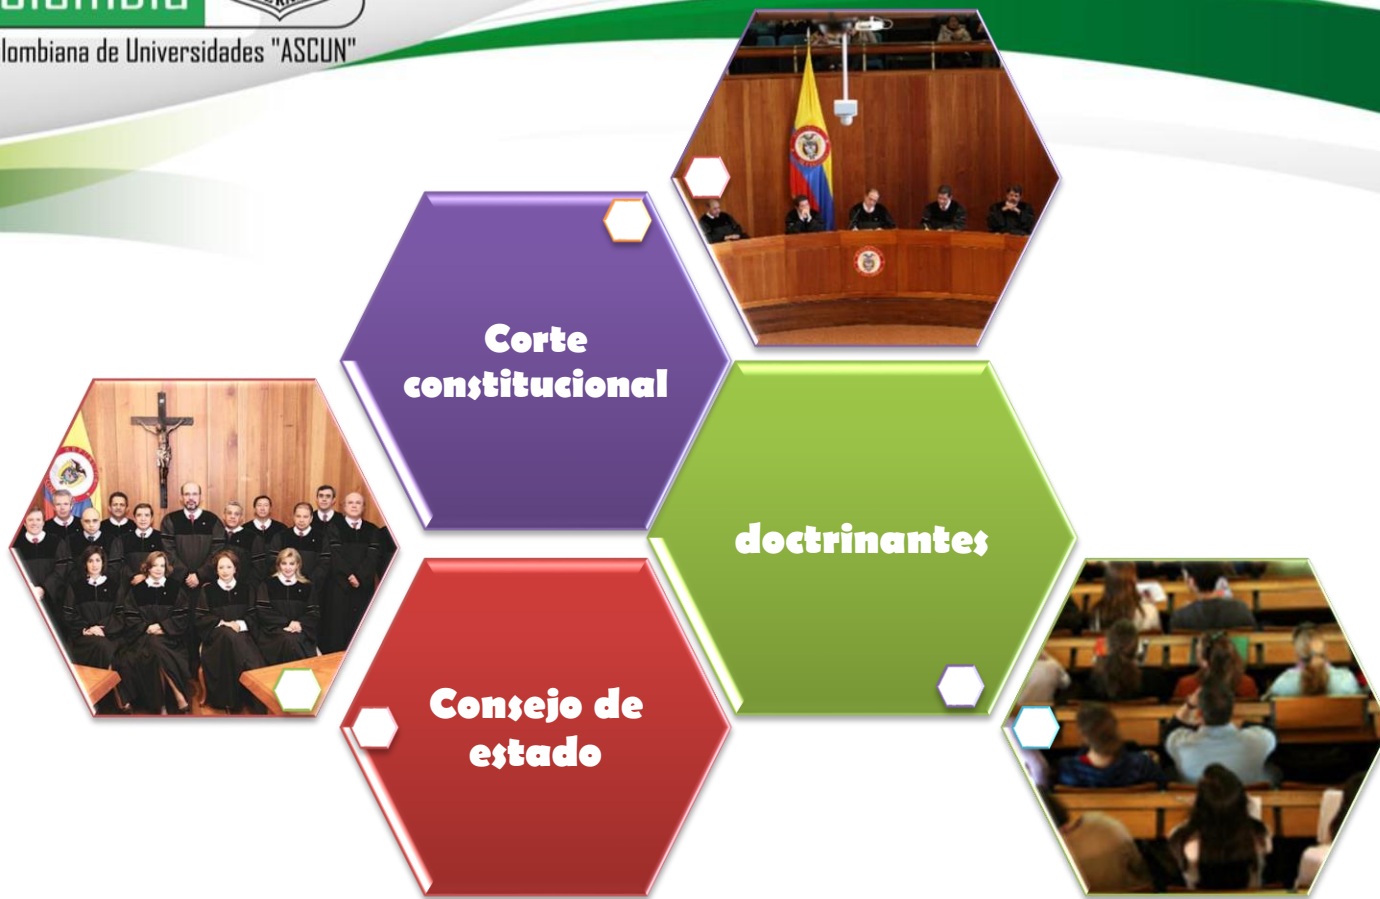 lombiana de Universidades "ASCUN"
Corte
constitucional
doctrinantes
Consejo de
estado